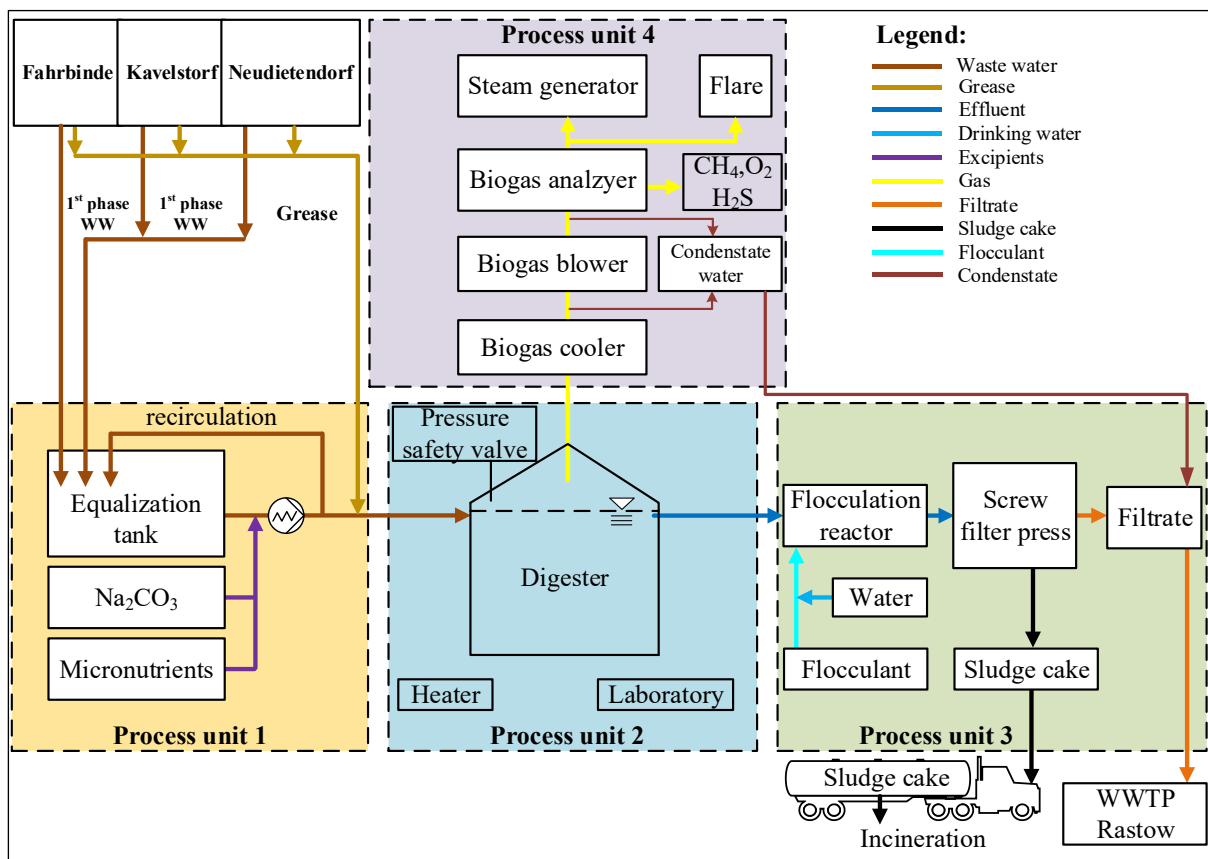 Fahrbinde
Kavelstorf
Neudietendorf
1st phase
WW
1st phase
WW
Grease
Process unit 4
Steam generator
Flare
Biogas analzyer
CH4,O2
H2S
Biogas blower
Condenstate
water
Biogas cooler
Legend:
Waste water
Grease
Effluent
Drinking water
Excipients
Gas
Filtrate
Sludge cake
Flocculant
Condenstate
recirculation
Equalization
tank
Na2CO3
Micronutrients
Process unit 1
Pressure
safety valve
Digester
Heater
Laboratory
Process unit 2
Flocculation
reactor
Screw
filter press
Filtrate
Water
Flocculant
Sludge cake
Process unit 3
Sludge cake
Incineration
WWTP
Rastow